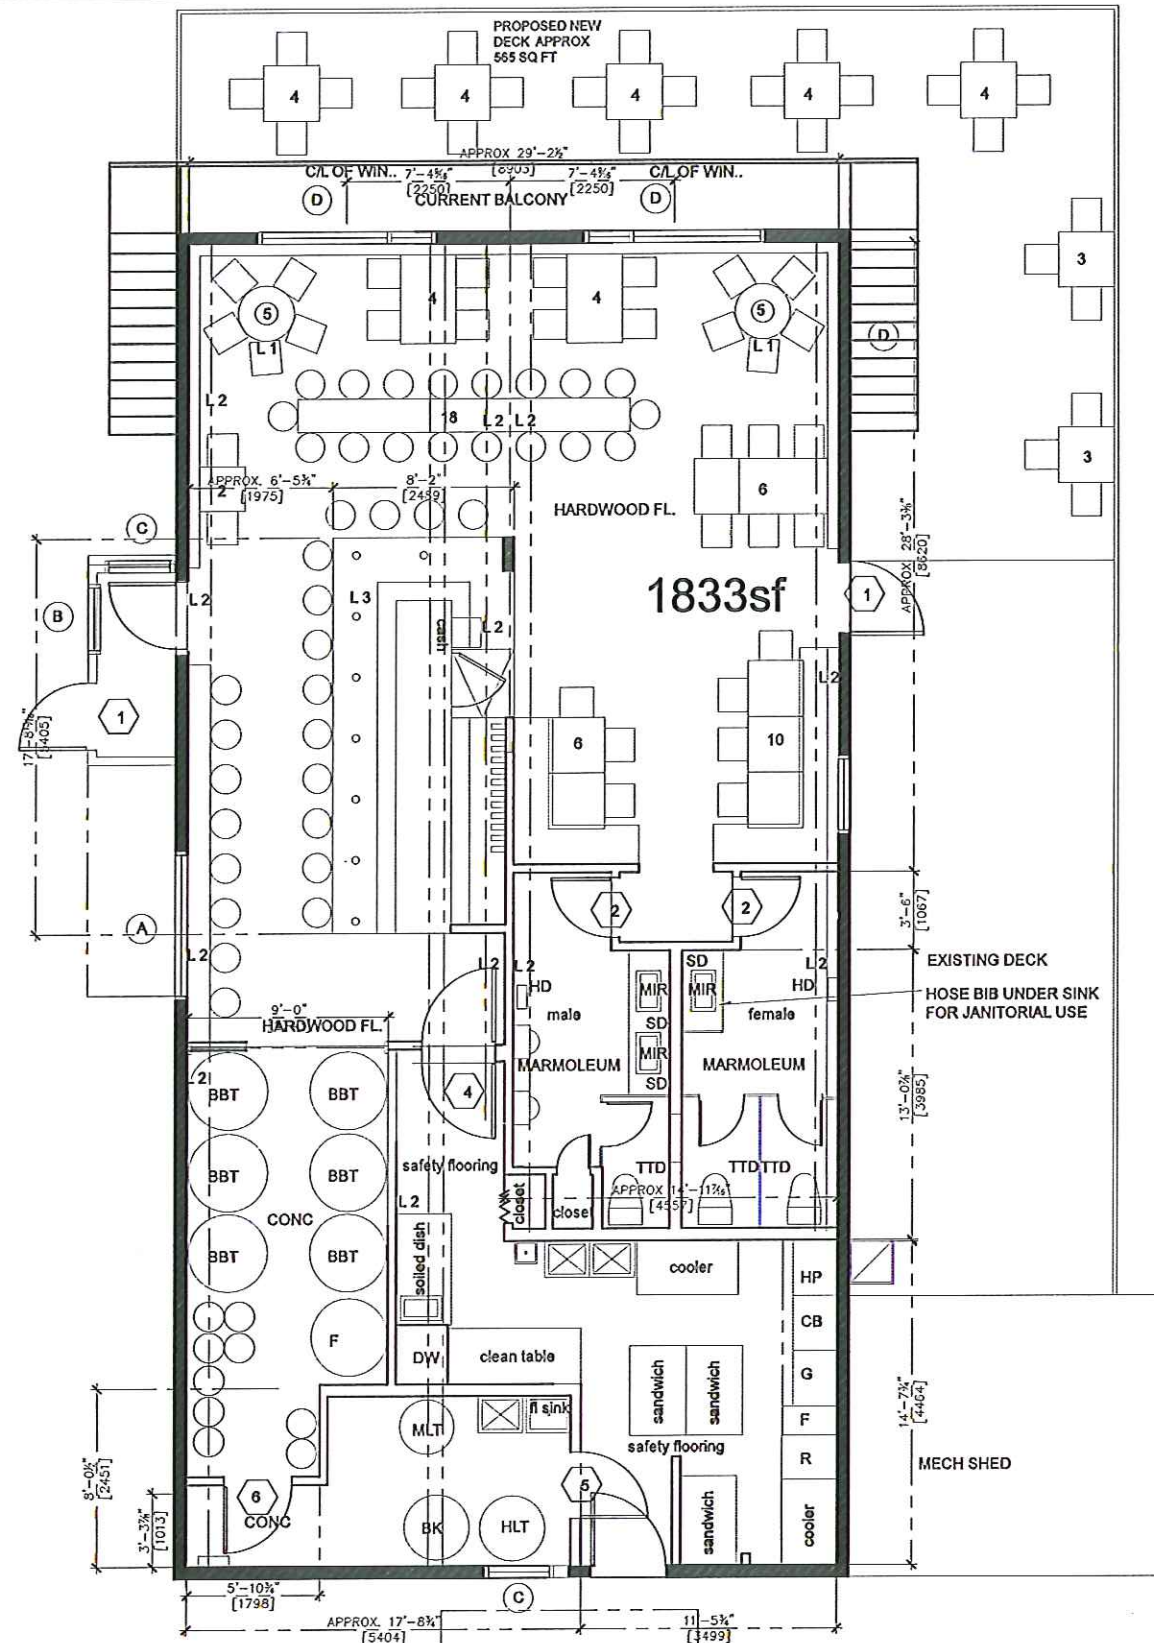 PROPOSED NEW
DECK APPROX
565 SQ FT
4
4
4
4
4
APPROX 29'-2½"
[8903]
C/L OF WIN..
7'-4⅝"
[2250]
7'-4⅝"
[2250]
C/L OF WIN..
D
CURRENT BALCONY
D
3
5
4
4
5
L 1
L 1
D
L 2
18
L 2
L 2
3
APPROX. 6'-5¾"
[1975]
8'-2"
2
6
HARDWOOD FL.
C
APPROX 28'-3⅜"
[8620]
1833sf
1
B
L 2
L 3
L 2
cash
L 2
1
6
10
[5405]
A
2
2
3'-6"
[1067]
L 2
L 2
L 2
L 2
SD
EXISTING DECK
HD
MIR
MIR
HD
HOSE BIB UNDER SINK
FOR JANITORIAL USE
9'-0"
HARDWOOD FL.
male
SD
female
MIR
MARMOLEUM
MARMOLEUM
SD
L 2
BBT
BBT
4
13'-0⅞"
[3985]
safety flooring
BBT
BBT
TTD
TTD
TTD
L 2
closet
closet
APPROX 14'-11⁷⁄₁₆"
[4557]
CONC
BBT
BBT
soiled dish
cooler
HP
CB
F
DW
clean table
sandwich
sandwich
G
F
R
14'-7¾"
[4464]
MLT
fl sink
safety flooring
MECH SHED
8'-0½"
[2451]
6
CONC
5
3'-3⅞"
[1013]
BK
HLT
sandwich
cooler
5'-10¾"
[1798]
C
APPROX. 17'-8¾"
[5404]
11'-5¾"
[3499]